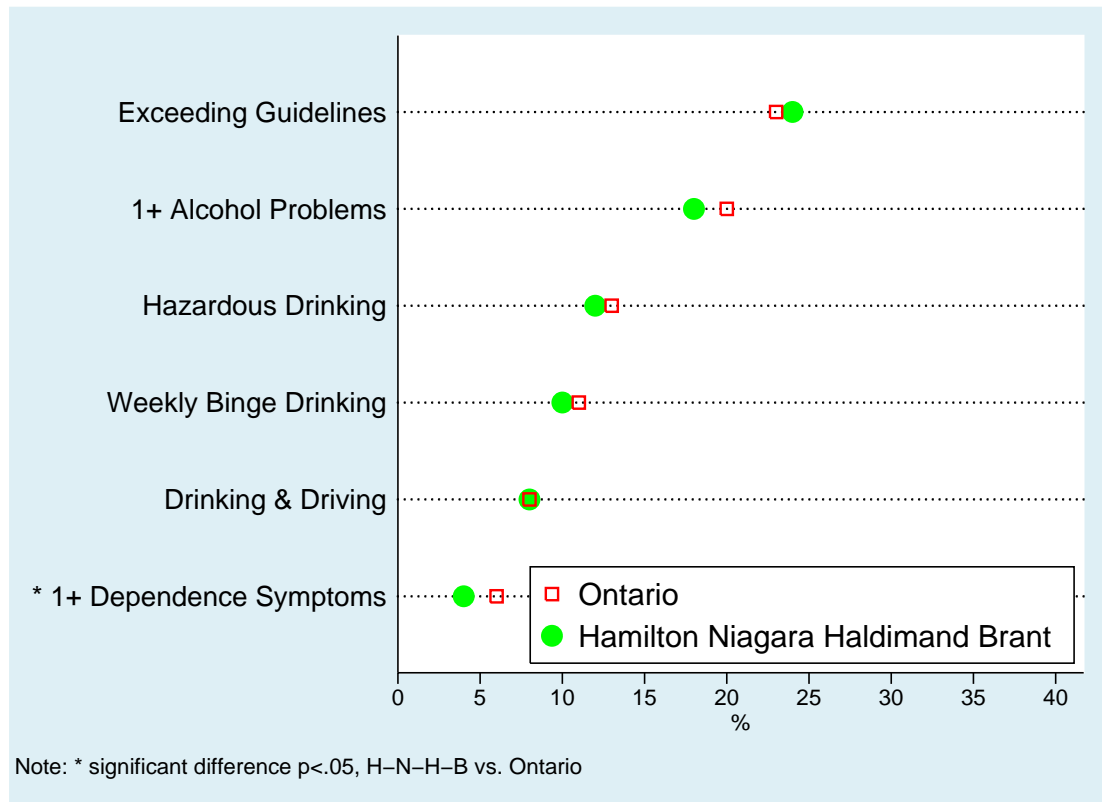 Exceeding Guidelines
1+ Alcohol Problems
Hazardous Drinking
Weekly Binge Drinking
Drinking & Driving
* 1+ Dependence Symptoms
Ontario
Hamilton Niagara Haldimand Brant
0 5 10 15 20 25 30 35 40
%
Note: * significant difference p<.05, H−N−H−B vs. Ontario